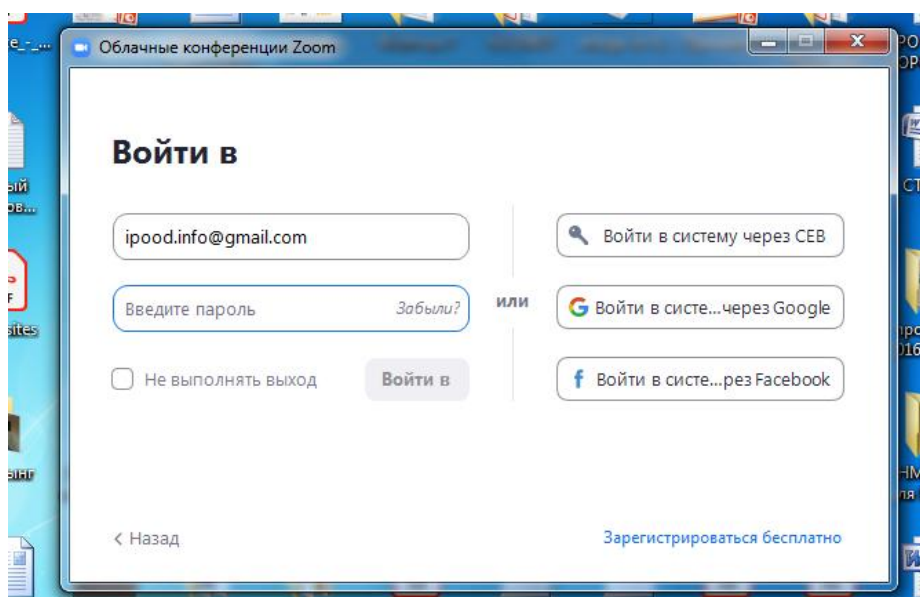 Облачные конференции Zoom
Войти в
ipood.info@gmail.com
Введите пароль
Забыли?
Не выполнять выход
Войти в
или
Войти в систему через СЕВ
Войти в систе...через Google
Войти в систе...рез Facebook
< Назад
Зарегистрироваться бесплатно